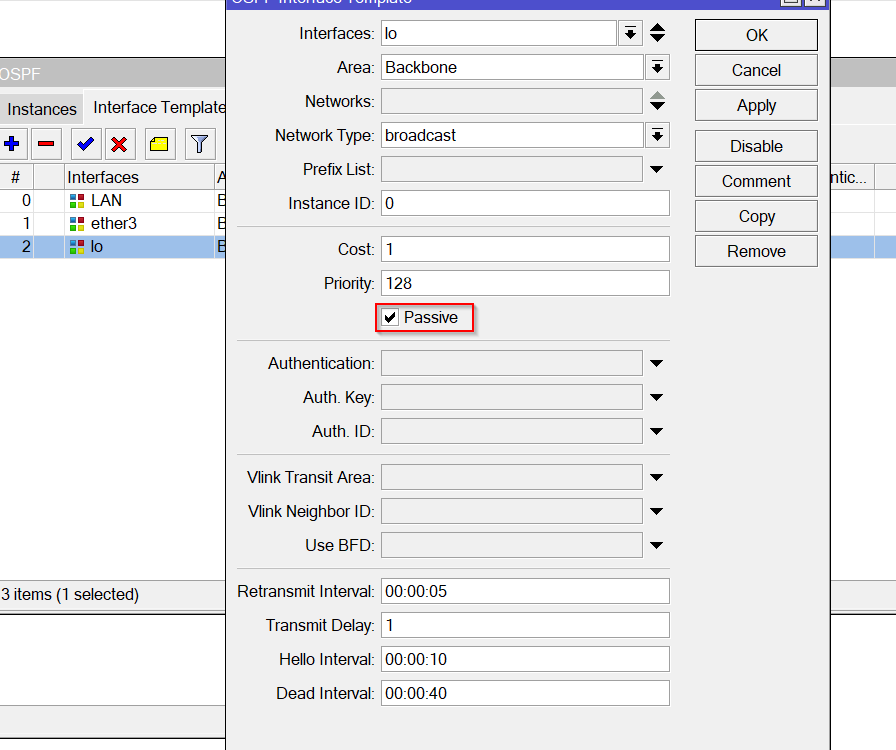 OSPF Interface Template
Interfaces: lo
OK
Area: Backbone
Cancel
Networks:
Apply
Network Type: broadcast
Disable
Prefix List:
Comment
Instance ID: 0
Copy
Cost: 1
Remove
Priority: 128
Passive
Authentication:
Auth. Key:
Auth. ID:
Vlink Transit Area:
Vlink Neighbor ID:
Use BFD:
Retransmit Interval: 00:00:05
Transmit Delay: 1
Hello Interval: 00:00:10
Dead Interval: 00:00:40
OSPF
Instances Interface Template
# Interfaces A ntic...
0 LAN B
1 ether3 B
2 lo B
3 items (1 selected)